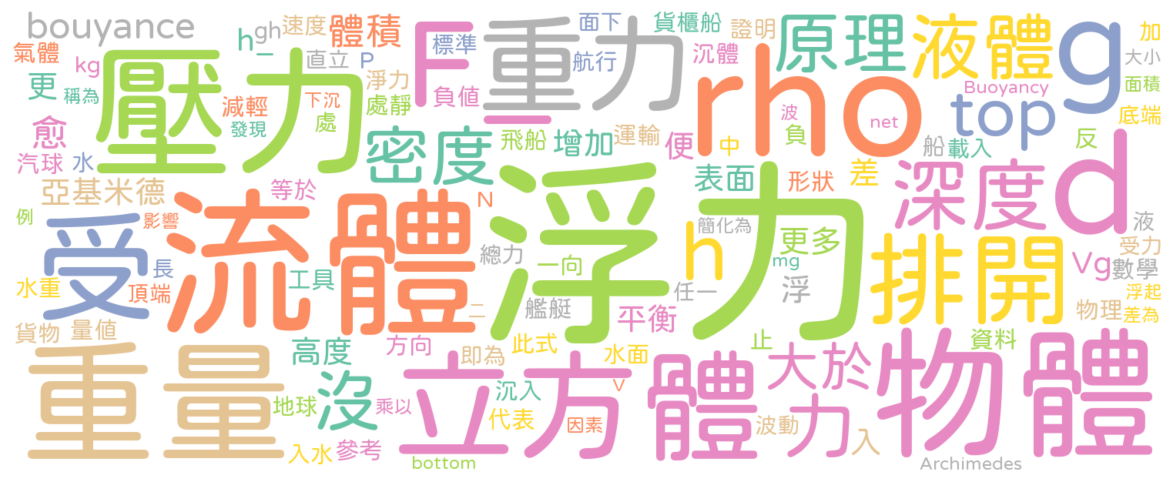 bouyance
h
gh
速度
體積
面下
貨櫃船
證明
原理
液體
g
加
大小
氣體
kg
二
直立
P
標準
航行
沉體
面積
更
稱為
壓力
減輕
淨力
下沉
處靜
F
負值
重力
rho
波
net
Buoyancy
top
底端
發現
處
愈
汽球
水
密度
飛船
增加
運輸
便
中
負
船
載入
反
d
亞基米德
等於
N
表面
形狀
差
深度
例
影響
受
流體
浮力
簡化為
更多
mg
h
排開
液
受力
Vg
數學
總力
一向
任一
浮
長
工具
水重
頂端
二
艦艇
平衡
物理
浮起
差為
貨物
量值
高度
方向
即為
此式
水面
止
資料
重量
沒
立方體
大於
物體
地球
乘以
沉入
代表
V
因素
力
波動
入
入水
參考
bottom
Archimedes